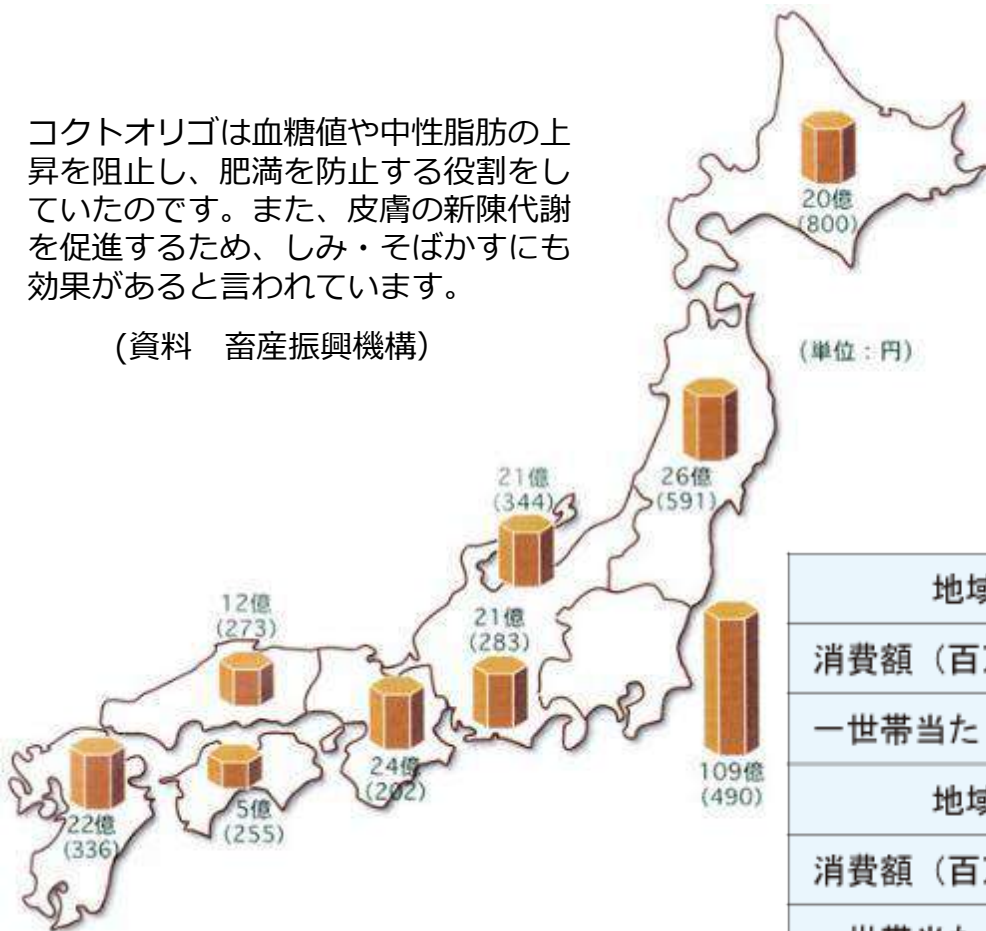 コクトオリゴは血糖値や中性脂肪の上
昇を阻止し、肥満を防止する役割をし
ていたのです。また、皮膚の新陳代謝
を促進するため、しみ・そばかすにも
効果があると言われています。
(資料　畜産振興機構）
20億
(800)
(単位：円)
26億
(591)
21億
(344)
21億
(283)
12億
(273)
24億
(202)
5億
(255)
22億
(336)
109億
(490)
地域
消費額（百
一世帯当た
地域
消費額（百
一世帯当た